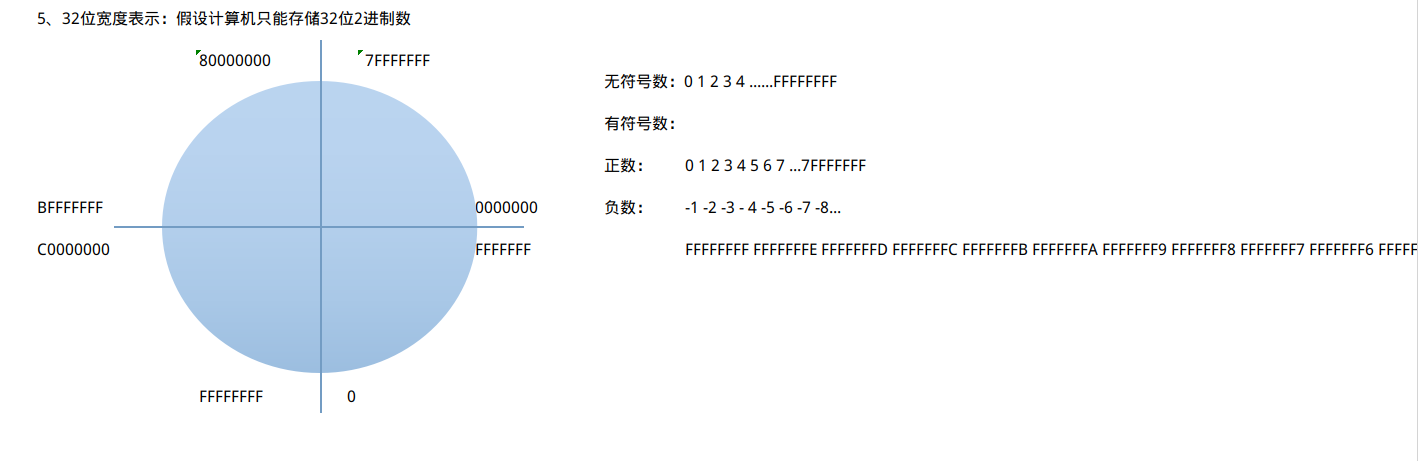 5、32位宽度表示：假设计算机只能存储32位2进制数
80000000 7FFFFFFF
无符号数：0 1 2 3 4 ……FFFFFFFF
有符号数：
正数： 0 1 2 3 4 5 6 7 …7FFFFFFF
BFFFFFFF 0000000 负数： -1 -2 -3 - 4 -5 -6 -7 -8…
C0000000 FFFFFFF FFFFFFFF FFFFFFFE FFFFFFFD FFFFFFFC FFFFFFFB FFFFFFFA FFFFFFF9 FFFFFFF8 FFFFFFF7 FFFFFFF6 FFFFF
FFFFFFFF 0